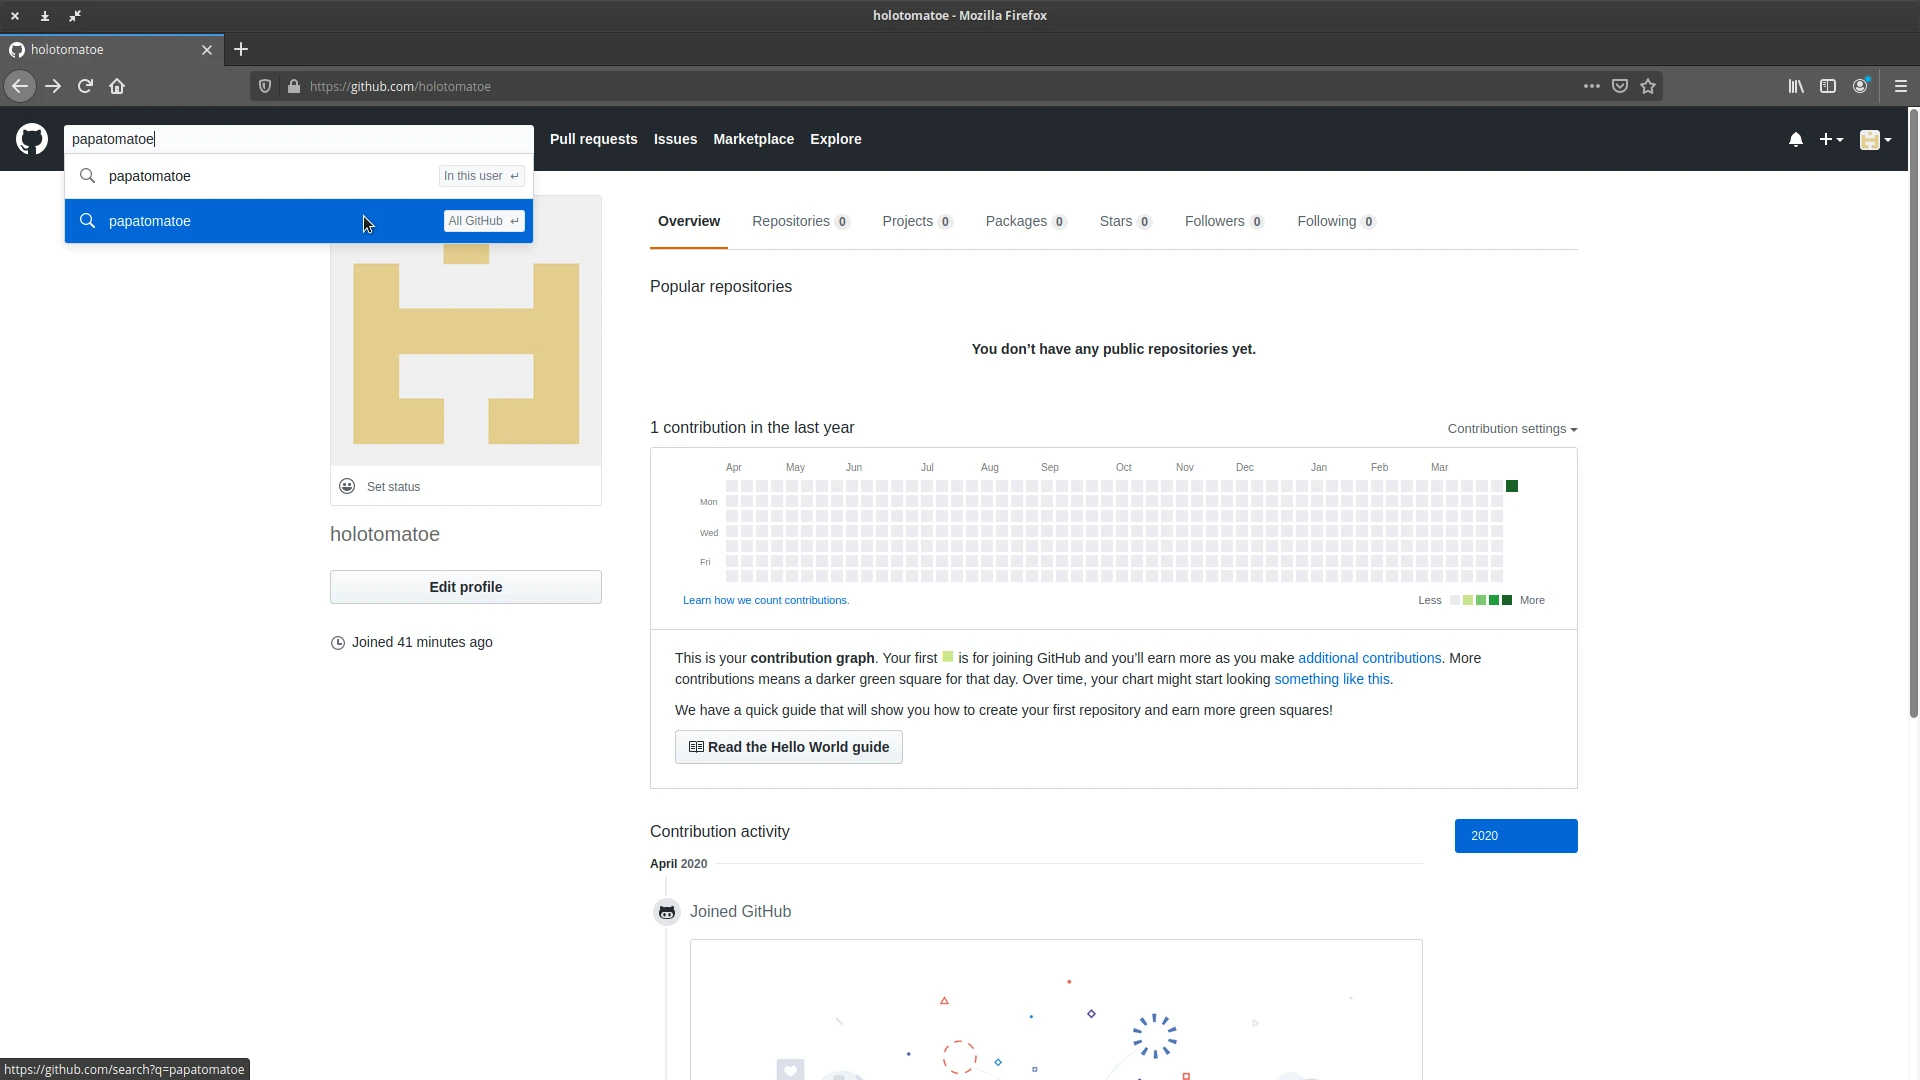 holotomatoe - Mozilla Firefox
holotomatoe
https://github.com/holotomatoe
papatomatoe
Pull requests Issues Marketplace Explore
papatomatoe In this user ↵
papatomatoe All GitHub ↵
Overview Repositories 0 Projects 0 Packages 0 Stars 0 Followers 0 Following 0
Popular repositories
You don’t have any public repositories yet.
1 contribution in the last year
Contribution settings
Apr May Jun Jul Aug Sep Oct Nov Dec Jan Feb Mar
Mon
Wed
Fri
Learn how we count contributions.
Less More
Set status
holotomatoe
Edit profile
Joined 41 minutes ago
This is your contribution graph. Your first is for joining GitHub and you’ll earn more as you make additional contributions. More
contributions means a darker green square for that day. Over time, your chart might start looking something like this.
We have a quick guide that will show you how to create your first repository and earn more green squares!
Read the Hello World guide
Contribution activity
2020
April 2020
Joined GitHub
https://github.com/search?q=papatomatoe